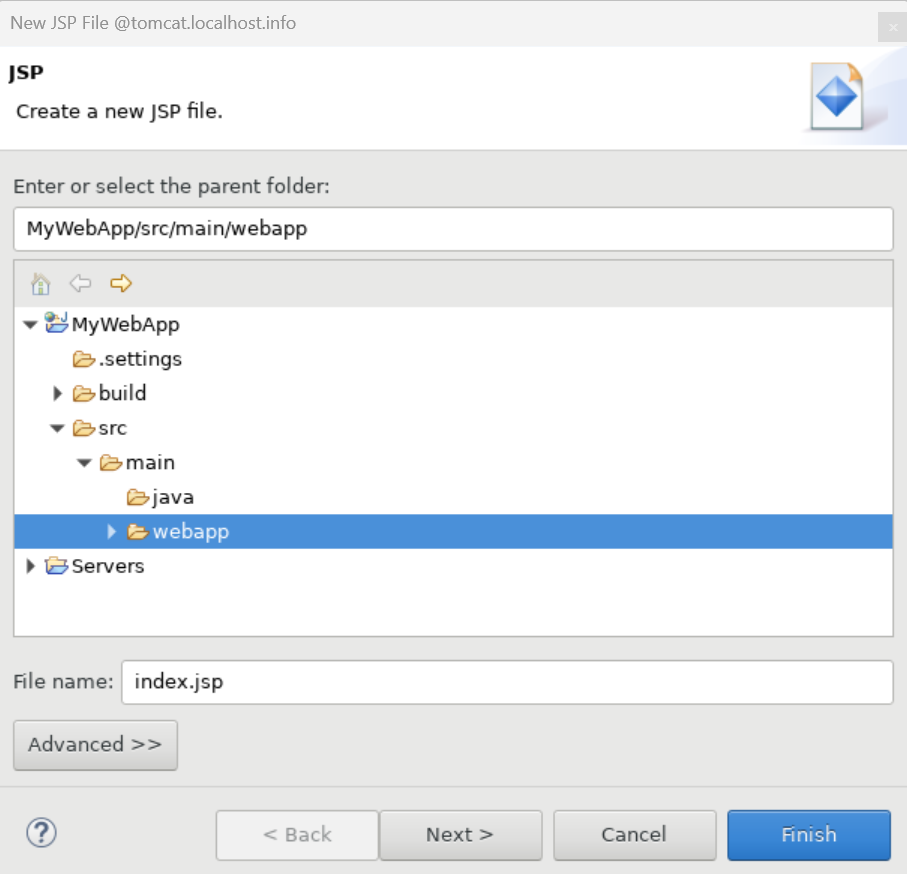 New JSP File @tomcat.localhost.info
JSP
Create a new JSP file.
Enter or select the parent folder:
MyWebApp/src/main/webapp
MyWebApp
.settings
build
src
main
java
webapp
Servers
File name: index.jsp
Advanced >>
? < Back Next > Cancel Finish